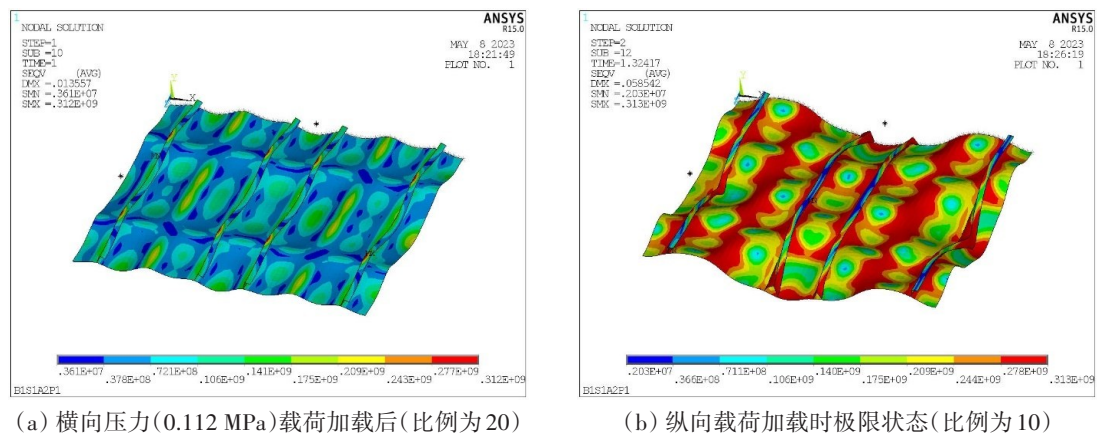 1
NODAL SOLUTION
STEP=1
SUB =10
TIME=1
SEQV (AVG)
DMX =.013557
SMN =.361E+07
SMX =.312E+09
ANSYS
R15.0
MAY 8 2023
18:21:49
PLOT NO. 1
Y
X
.361E+07 .721E+08 .141E+09 .209E+09 .277E+09
.378E+08 .106E+09 .175E+09 .243E+09 .312E+09
B1S1A2P1
(a) 横向压力(0.112 MPa)载荷加载后(比例为20)
1
NODAL SOLUTION
STEP=2
SUB =12
TIME=1.32417
SEQV (AVG)
DMX =.058542
SMN =.203E+07
SMX =.313E+09
ANSYS
R15.0
MAY 8 2023
18:26:19
PLOT NO. 1
.203E+07 .711E+08 .140E+09 .209E+09 .278E+09
.366E+08 .106E+09 .175E+09 .244E+09 .313E+09
B1S1A2P1
(b) 纵向载荷加载时极限状态(比例为10)